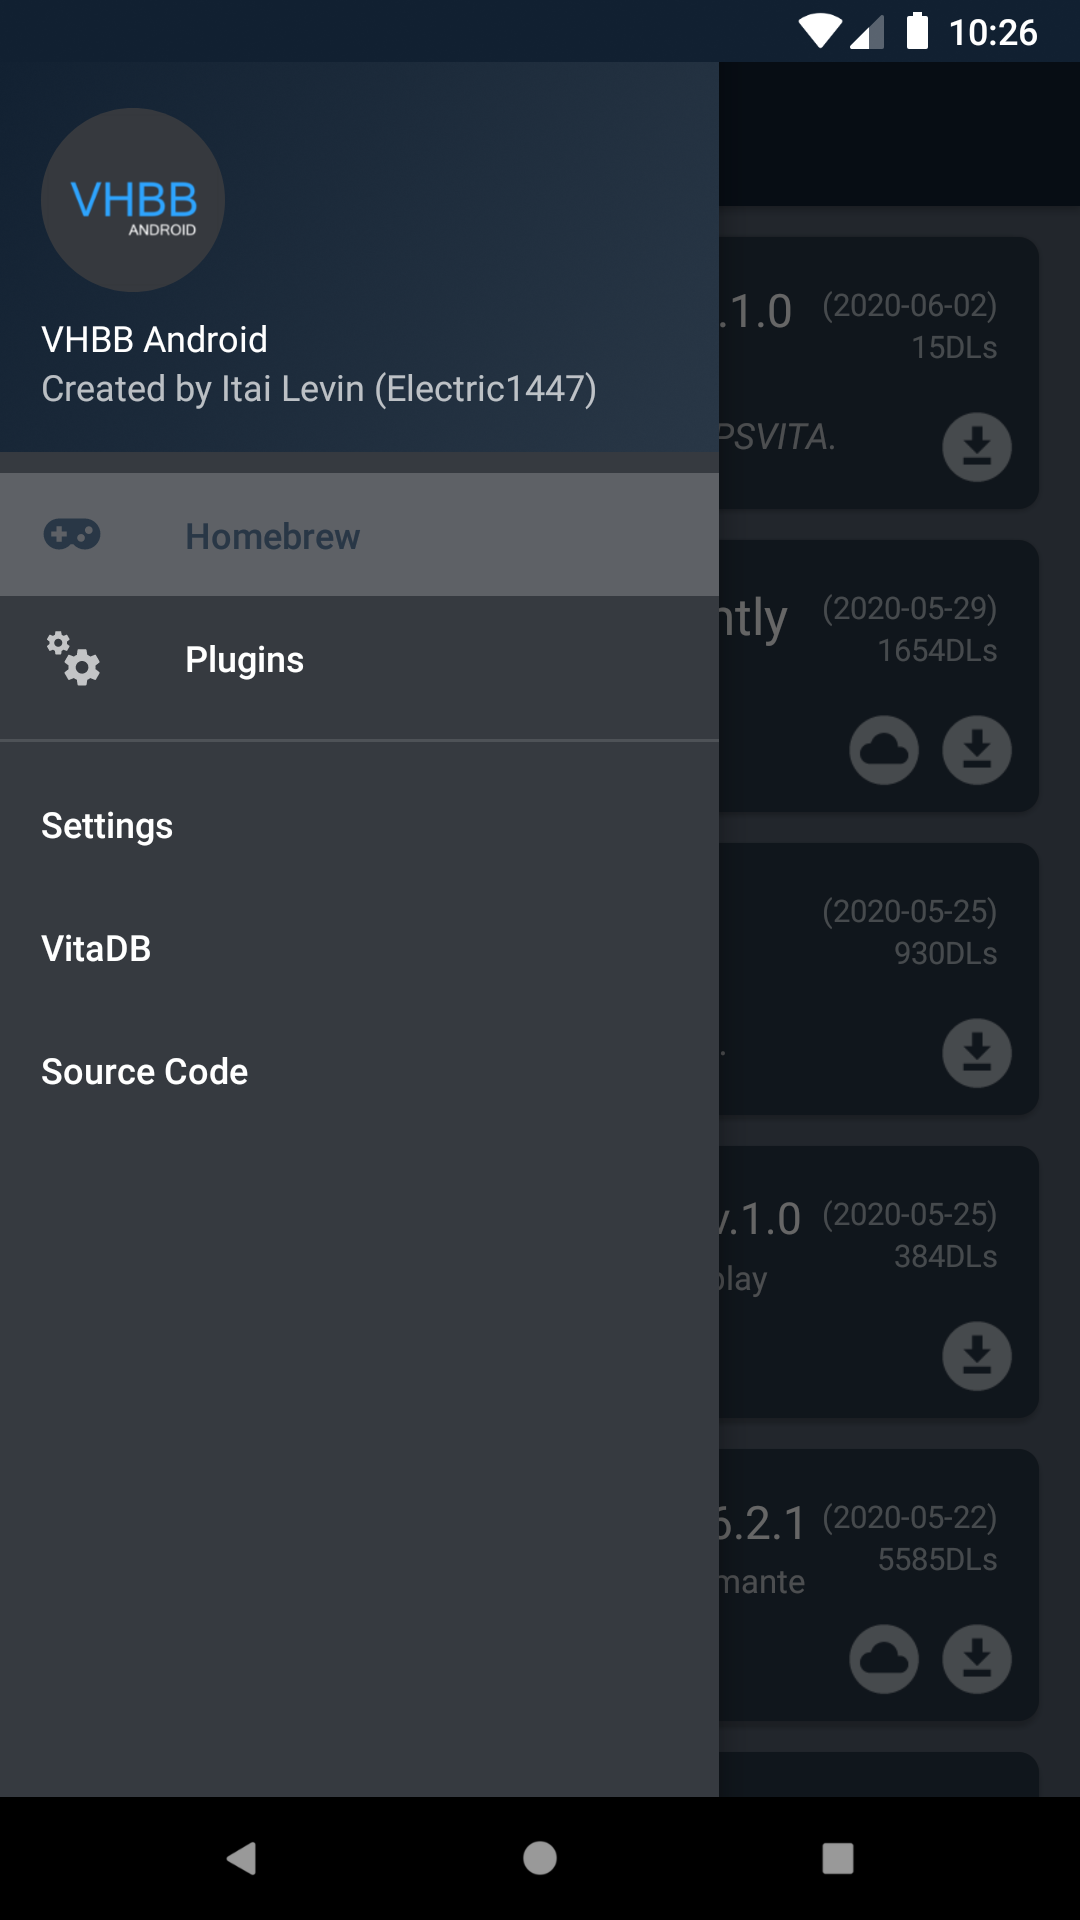 10:26
VHBB
ANDROID
VHBB Android
Created by Itai Levin (Electric1447)
Homebrew
Plugins
Settings
VitaDB
Source Code
.1.0 (2020-06-02)
15DLs
PSVITA.
ntly (2020-05-29)
1654DLs
(2020-05-25)
930DLs
.
v.1.0 (2020-05-25)
384DLs
play
6.2.1 (2020-05-22)
5585DLs
mante